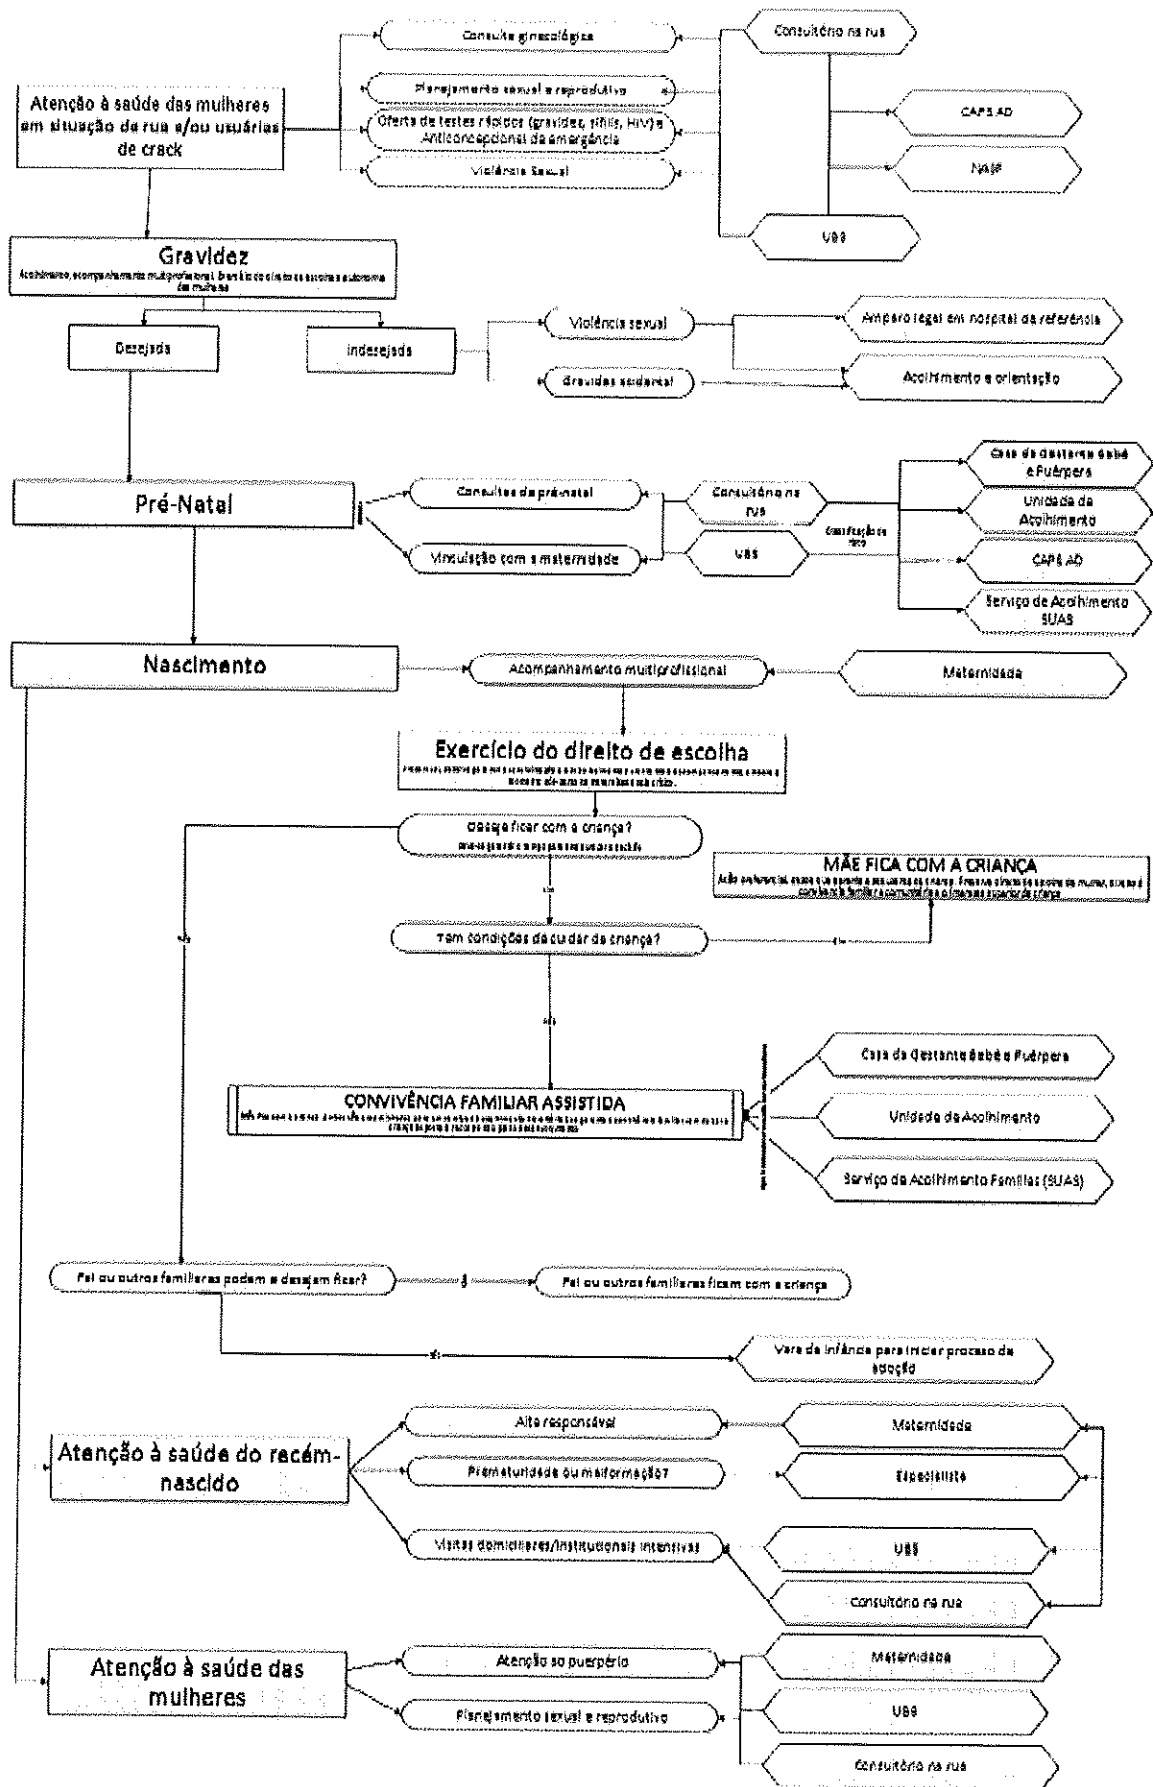 Consulta ginecológica
Consultório na rua
Planejamento sexual e reprodutivo
Atenção à saúde das mulheres
em situação de rua e/ou usuárias
de crack
Oferta de testes rápidos (gravidez, sífilis, HIV) e
Anticoncepcional de emergência
CAPS AD
Violência Sexual
NASF
UBS
Gravidez
Desejada
Indesejada
Violência sexual
Amparo legal em hospital de referência
Gravidez acidental
Acolhimento e orientação
Casa da Gestante Bebê
e Puérpera
Pré-Natal
Consultas de pré-natal
Consultório na
rua
Unidade de
Acolhimento
Classificação de
risco
Vinculação com a maternidade
UBS
CAPS AD
Serviço de Acolhimento
SUAS
Nascimento
Acompanhamento multiprofissional
Maternidade
Exercício do direito de escolha
Deseja ficar com a criança?
MÃE FICA COM A CRIANÇA
Tem condições de cuidar da criança?
CONVIVÊNCIA FAMILIAR ASSISTIDA
Casa da Gestante Bebê e Puérpera
Unidade de Acolhimento
Serviço de Acolhimento Famílias (SUAS)
Pai ou outros familiares podem e desejam ficar?
Pai ou outros familiares ficam com a criança
Vara da Infância para iniciar processo de
adoção
Atenção à saúde do recém-
nascido
Alta responsável
Maternidade
Prematuridade ou malformação?
Especialista
Visitas domiciliares/institucionais intensivas
UBS
Consultório na rua
Atenção à saúde das
mulheres
Atenção ao puerpério
Maternidade
Planejamento sexual e reprodutivo
UBS
Consultório na rua